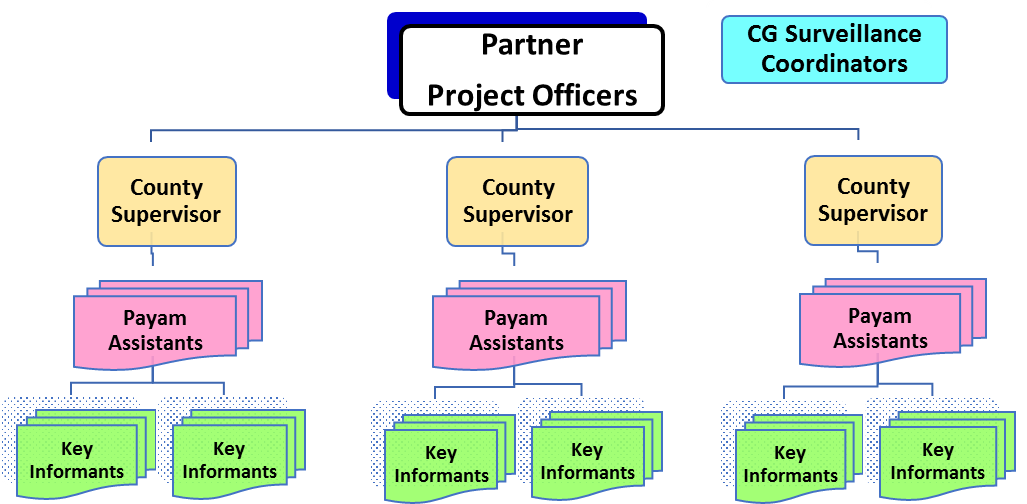 Partner
Project Officers
CG Surveillance
Coordinators
County
Supervisor
County
Supervisor
County
Supervisor
Payam
Assistants
Payam
Assistants
Payam
Assistants
Key
Informants
Key
Informants
Key
Informants
Key
Informants
Key
Informants
Key
Informants